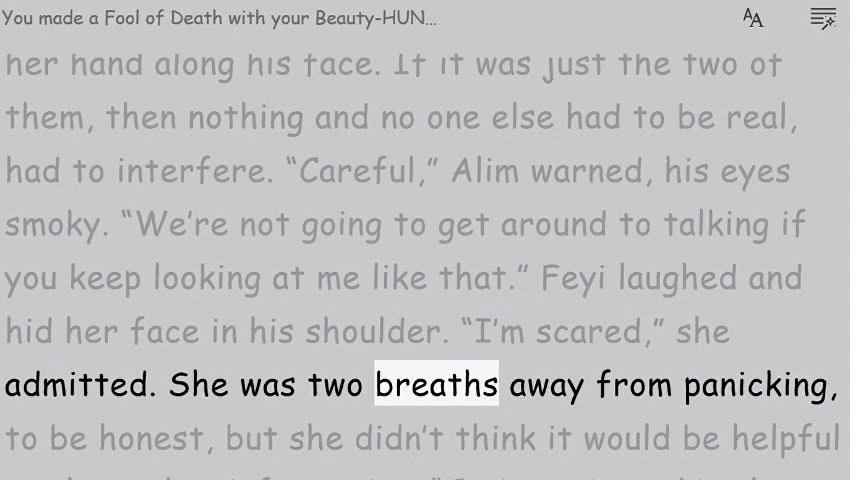 You made a Fool of Death with your Beauty-HUN...
her hand along his face. If it was just the two of
them, then nothing and no one else had to be real,
had to interfere. “Careful,” Alim warned, his eyes
smoky. “We’re not going to get around to talking if
you keep looking at me like that.” Feyi laughed and
hid her face in his shoulder. “I’m scared,” she
admitted. She was two breaths away from panicking,
to be honest, but she didn’t think it would be helpful